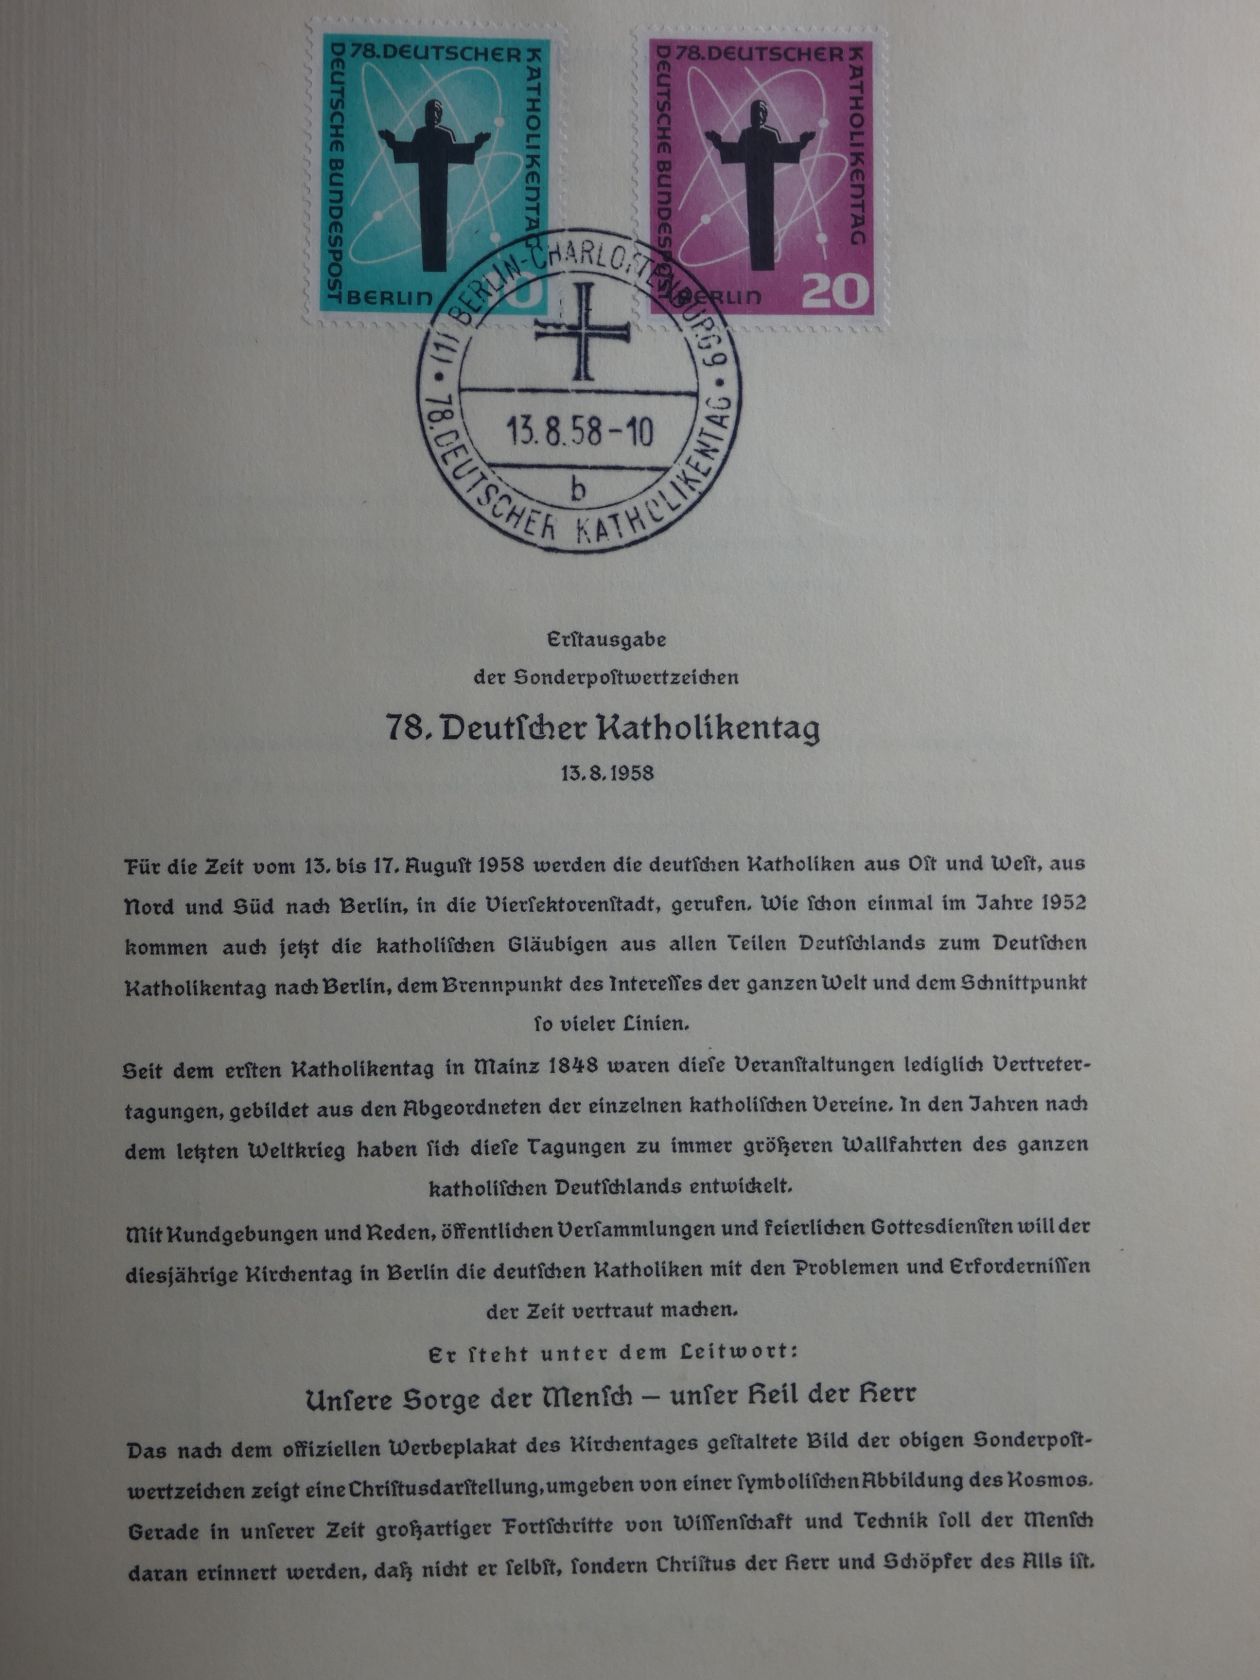 DEUTSCHE BUNDESPOST
78. DEUTSCHER
KATHOLIKENTAG
BERLIN
10
DEUTSCHE BUNDESPOST
78. DEUTSCHER
KATHOLIKENTAG
BERLIN
20
(1) BERLIN-CHARLOTTENBURG 9
13.8.58-10
b
78. DEUTSCHER KATHOLIKENTAG
Erſtausgabe
der Sonderpoſtwertzeichen
78. Deutſcher Katholikentag
13.8.1958
Für die Zeit vom 13. bis 17. Auguſt 1958 werden die deutſchen Katholiken aus Oſt und Weſt, aus
Nord und Süd nach Berlin, in die Vierſektorenſtadt, gerufen. Wie ſchon einmal im Jahre 1952
kommen auch jetzt die katholiſchen Gläubigen aus allen Teilen Deutſchlands zum Deutſchen
Katholikentag nach Berlin, dem Brennpunkt des Intereſſes der ganzen Welt und dem Schnittpunkt
ſo vieler Linien.
Seit dem erſten Katholikentag in Mainz 1848 waren dieſe Veranſtaltungen lediglich Vertreter-
tagungen, gebildet aus den Abgeordneten der einzelnen katholiſchen Vereine. In den Jahren nach
dem letzten Weltkrieg haben ſich dieſe Tagungen zu immer größeren Wallfahrten des ganzen
katholiſchen Deutſchlands entwickelt.
Mit Kundgebungen und Reden, öffentlichen Verſammlungen und feierlichen Gottesdienſten will der
diesjährige Kirchentag in Berlin die deutſchen Katholiken mit den Problemen und Erforderniſſen
der Zeit vertraut machen.
Er ſteht unter dem Leitwort:
Unſere Sorge der Menſch – unſer Heil der Herr
Das nach dem offiziellen Werbeplakat des Kirchentages geſtaltete Bild der obigen Sonderpoſt-
wertzeichen zeigt eine Chriſtusdarſtellung, umgeben von einer ſymboliſchen Abbildung des Kosmos.
Gerade in unſerer Zeit großartiger Fortſchritte von Wiſſenſchaft und Technik ſoll der Menſch
daran erinnert werden, daß nicht er ſelbſt, ſondern Chriſtus der Herr und Schöpfer des Alls iſt.